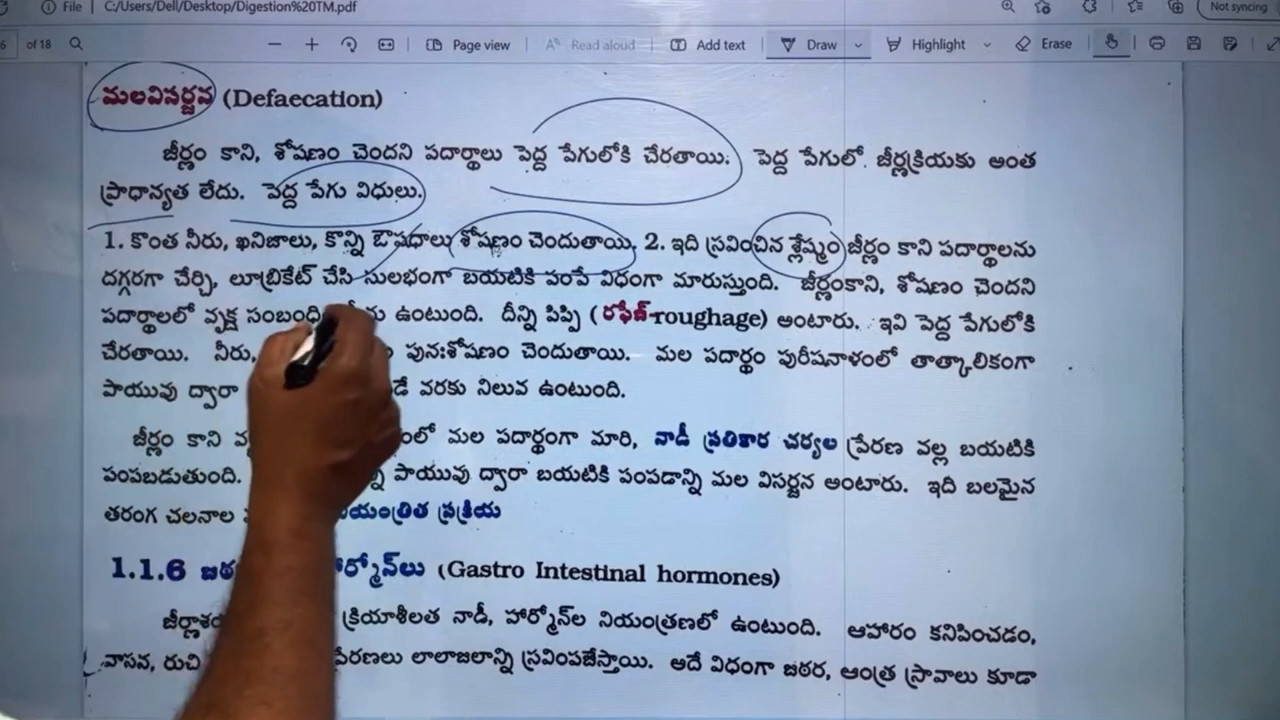 File | C:/Users/Dell/Desktop/Digestion%20TM.pdf Not syncing
6 of 18 Page view Read aloud Add text Draw Highlight Erase
మలవిసర్జన (Defaecation)
జీర్ణం కాని, శోషణం చెందని పదార్థాలు పెద్ద పేగులోకి చేరతాయి. పెద్ద పేగులో జీర్ణక్రియకు అంత
ప్రాధాన్యత లేదు. పెద్ద పేగు విధులు.
1. కొంత నీరు, ఖనిజాలు, కొన్ని ఔషధాలు శోషణం చెందుతాయి. 2. ఇది స్రవించిన శ్లేష్మం జీర్ణం కాని పదార్థాలను
దగ్గరగా చేర్చి, లూబ్రికేట్ చేసి సులభంగా బయటికి పంపే విధంగా మారుస్తుంది. జీర్ణంకాని, శోషణం చెందని
పదార్థాలలో వృక్ష సంబంధ ఉంటుంది. దీన్ని పిప్పి (రఫేజ్-roughage) అంటారు. ఇవి పెద్ద పేగులోకి
చేరతాయి. నీరు, పునఃశోషణం చెందుతాయి. మల పదార్థం పురీషనాళంలో తాత్కాలికంగా
పాయువు ద్వారా డే వరకు నిలువ ఉంటుంది.
జీర్ణం కాని లో మల పదార్థంగా మారి, నాడీ ప్రతికార చర్యల ప్రేరణ వల్ల బయటికి
పంపబడుతుంది. పాయువు ద్వారా బయటికి పంపడాన్ని మల విసర్జన అంటారు. ఇది బలమైన
తరంగ చలనాల యంత్రిత ప్రక్రియ
1.1.6 జఠ ర్మోన్‌లు (Gastro Intestinal hormones)
జీర్ణాశ క్రియాశీలత నాడీ, హార్మోన్‌ల నియంత్రణలో ఉంటుంది. ఆహారం కనిపించడం,
వాసన, రుచి ప్రేరణలు లాలాజలాన్ని స్రవింపజేస్తాయి. అదే విధంగా జఠర, ఆంత్ర స్రావాలు కూడా